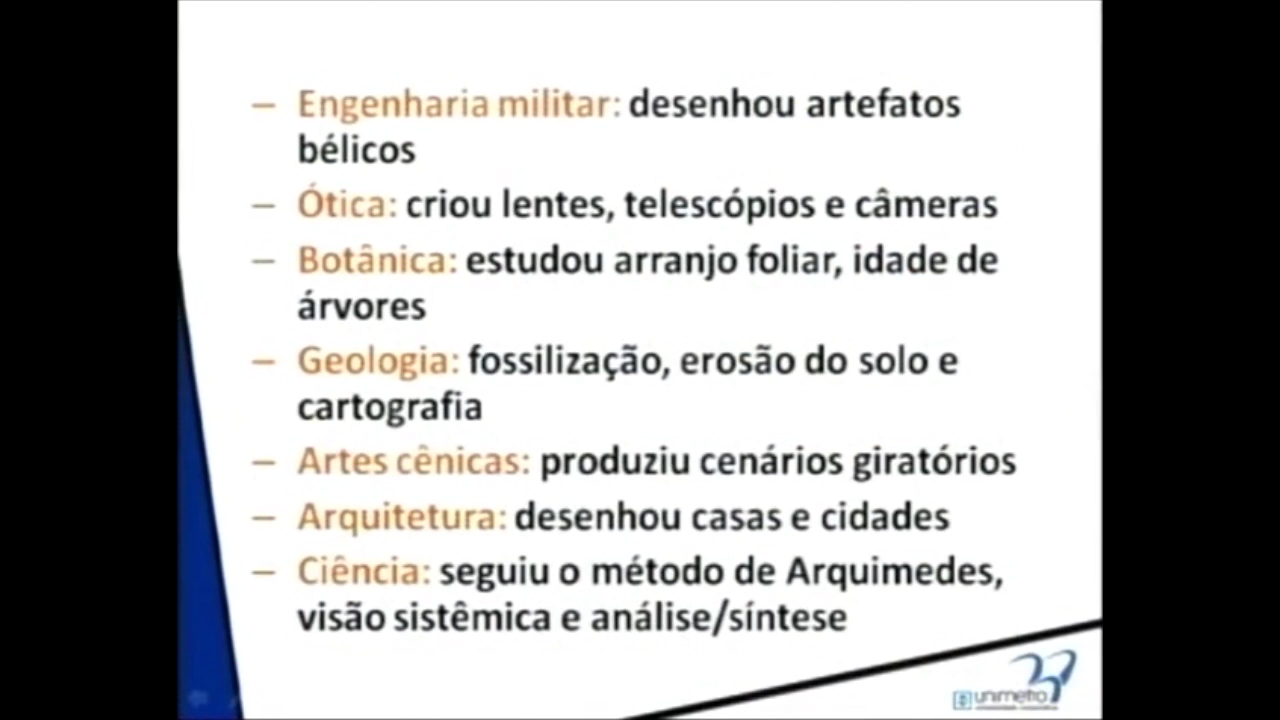 – Engenharia militar: desenhou artefatos
bélicos
– Ótica: criou lentes, telescópios e câmeras
– Botânica: estudou arranjo foliar, idade de
árvores
– Geologia: fossilização, erosão do solo e
cartografia
– Artes cênicas: produziu cenários giratórios
– Arquitetura: desenhou casas e cidades
– Ciência: seguiu o método de Arquimedes,
visão sistêmica e análise/síntese
unimetro